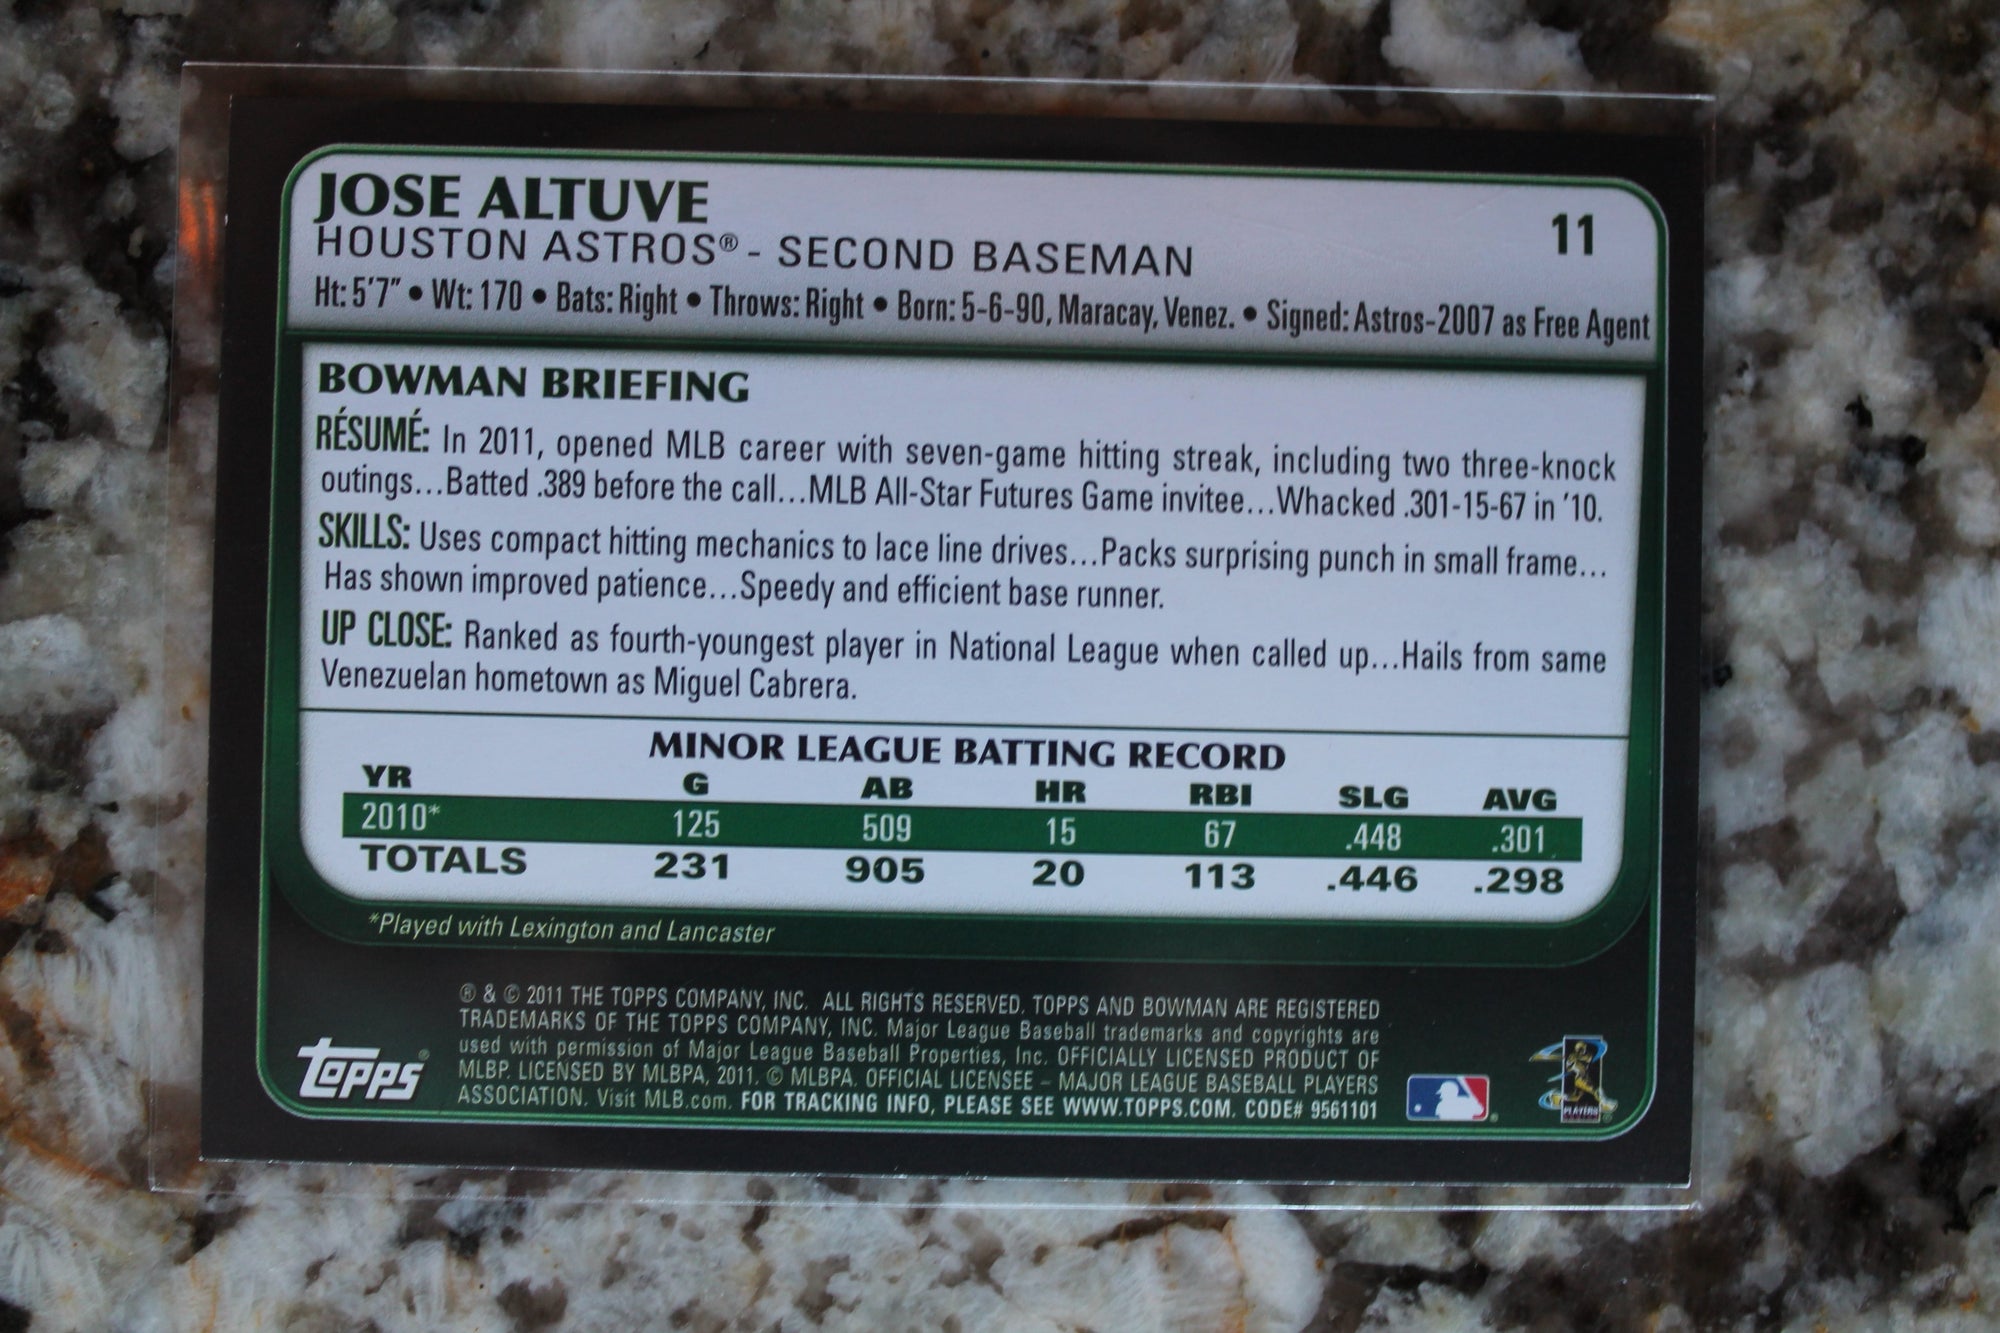 JOSE ALTUVE
11
HOUSTON ASTROS® - SECOND BASEMAN
Ht: 5'7" • Wt: 170 • Bats: Right • Throws: Right • Born: 5-6-90, Maracay, Venez. • Signed: Astros-2007 as Free Agent
BOWMAN BRIEFING
RÉSUMÉ: In 2011, opened MLB career with seven-game hitting streak, including two three-knock
outings...Batted .389 before the call...MLB All-Star Futures Game invitee...Whacked .301-15-67 in '10.
SKILLS: Uses compact hitting mechanics to lace line drives...Packs surprising punch in small frame...
Has shown improved patience...Speedy and efficient base runner.
UP CLOSE: Ranked as fourth-youngest player in National League when called up...Hails from same
Venezuelan hometown as Miguel Cabrera.
MINOR LEAGUE BATTING RECORD
YR G AB HR RBI SLG AVG
2010* 125 509 15 67 .448 .301
TOTALS 231 905 20 113 .446 .298
*Played with Lexington and Lancaster
® & © 2011 THE TOPPS COMPANY, INC. ALL RIGHTS RESERVED. TOPPS AND BOWMAN ARE REGISTERED
TRADEMARKS OF THE TOPPS COMPANY, INC. Major League Baseball trademarks and copyrights are
used with permission of Major League Baseball Properties, Inc. OFFICIALLY LICENSED PRODUCT OF
MLBP. LICENSED BY MLBPA, 2011. © MLBPA. OFFICIAL LICENSEE – MAJOR LEAGUE BASEBALL PLAYERS
ASSOCIATION. Visit MLB.com. FOR TRACKING INFO, PLEASE SEE WWW.TOPPS.COM. CODE# 9561101
Topps®
PLAYERS